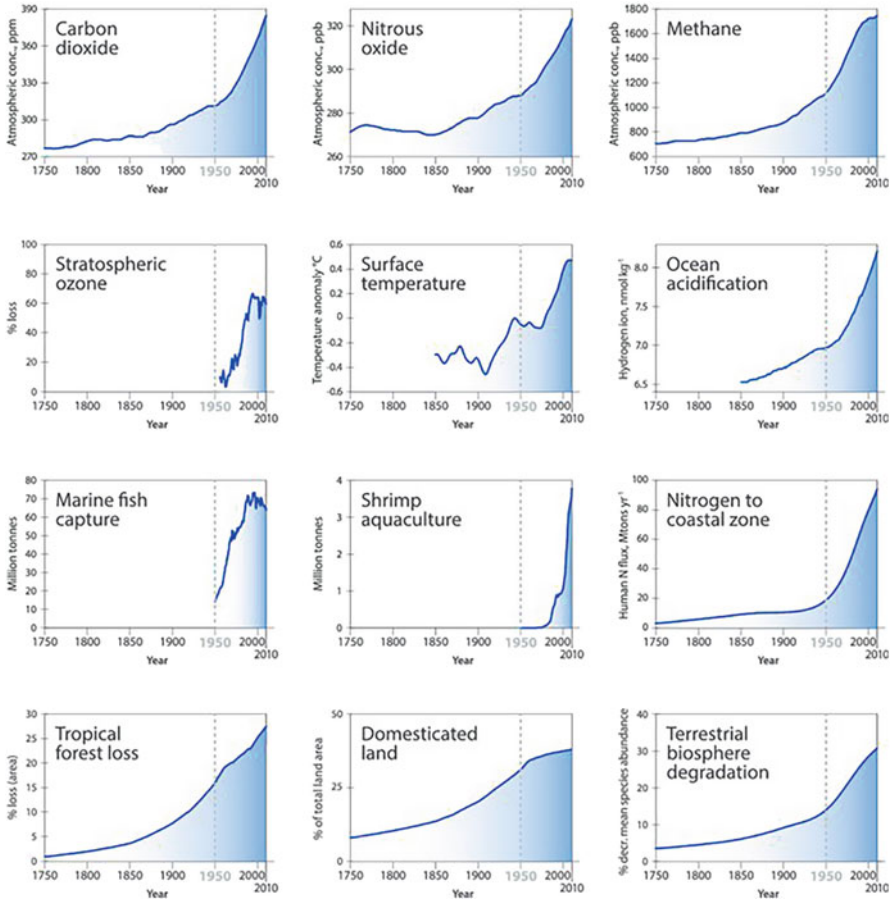 Carbon
dioxide
Atmospheric conc., ppm
390
360
330
300
270
1750 1800 1850 1900 1950 2000 2010
Year
Nitrous
oxide
Atmospheric conc., ppb
320
300
280
260
1750 1800 1850 1900 1950 2000 2010
Year
Methane
Atmospheric conc., ppb
1800
1600
1400
1200
1000
800
600
1750 1800 1850 1900 1950 2000 2010
Year
Stratospheric
ozone
% loss
100
80
60
40
20
0
1750 1800 1850 1900 1950 2000 2010
Year
Surface
temperature
Temperature anomaly °C
0.6
0.4
0.2
0
-0.2
-0.4
-0.6
1750 1800 1850 1900 1950 2000 2010
Year
Ocean
acidification
Hydrogen ion, nmol kg⁻¹
8.0
7.0
6.5
1750 1800 1850 1900 1950 2000 2010
Year
Marine fish
capture
Million tonnes
80
70
60
50
40
30
20
10
0
1750 1800 1850 1900 1950 2000 2010
Year
Shrimp
aquaculture
Million tonnes
4
3
2
1
0
1750 1800 1850 1900 1950 2000 2010
Year
Nitrogen to
coastal zone
Human N flux, Mtons yr⁻¹
100
80
60
40
20
0
1750 1800 1850 1900 1950 2000 2010
Year
Tropical
forest loss
% loss (area)
30
25
20
15
10
5
0
1750 1800 1850 1900 1950 2000 2010
Year
Domesticated
land
% of total land area
50
25
0
1750 1800 1850 1900 1950 2000 2010
Year
Terrestrial
biosphere
degradation
% decr. mean species abundance
40
30
20
10
0
1750 1800 1850 1900 1950 2000 2010
Year